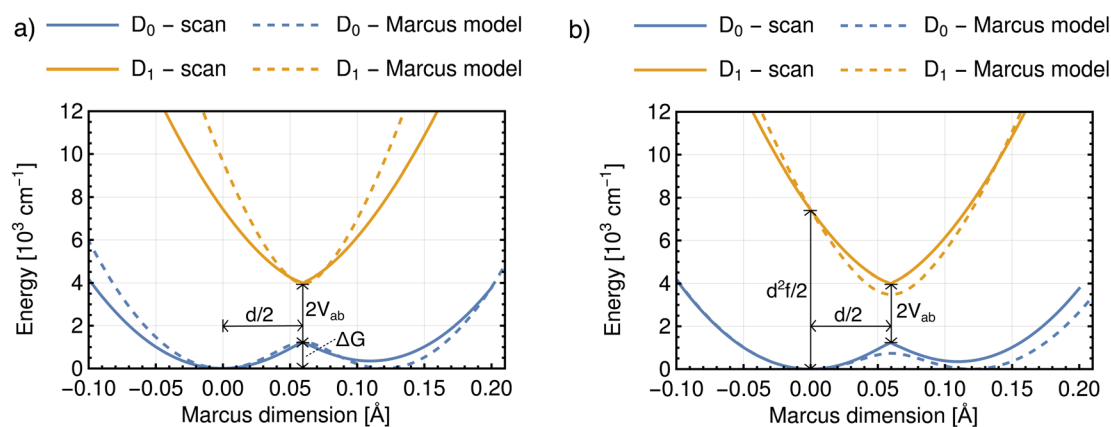 a)
D₀ – scan
D₀ – Marcus model
D₁ – scan
D₁ – Marcus model
Energy [10³ cm⁻¹]
12
10
8
6
4
2
0
d/2
2Vab
ΔG
−0.10
−0.05
0.00
0.05
0.10
0.15
0.20
Marcus dimension [Å]
b)
D₀ – scan
D₀ – Marcus model
D₁ – scan
D₁ – Marcus model
Energy [10³ cm⁻¹]
12
10
8
6
4
2
0
d²f/2
d/2
2Vab
−0.10
−0.05
0.00
0.05
0.10
0.15
0.20
Marcus dimension [Å]